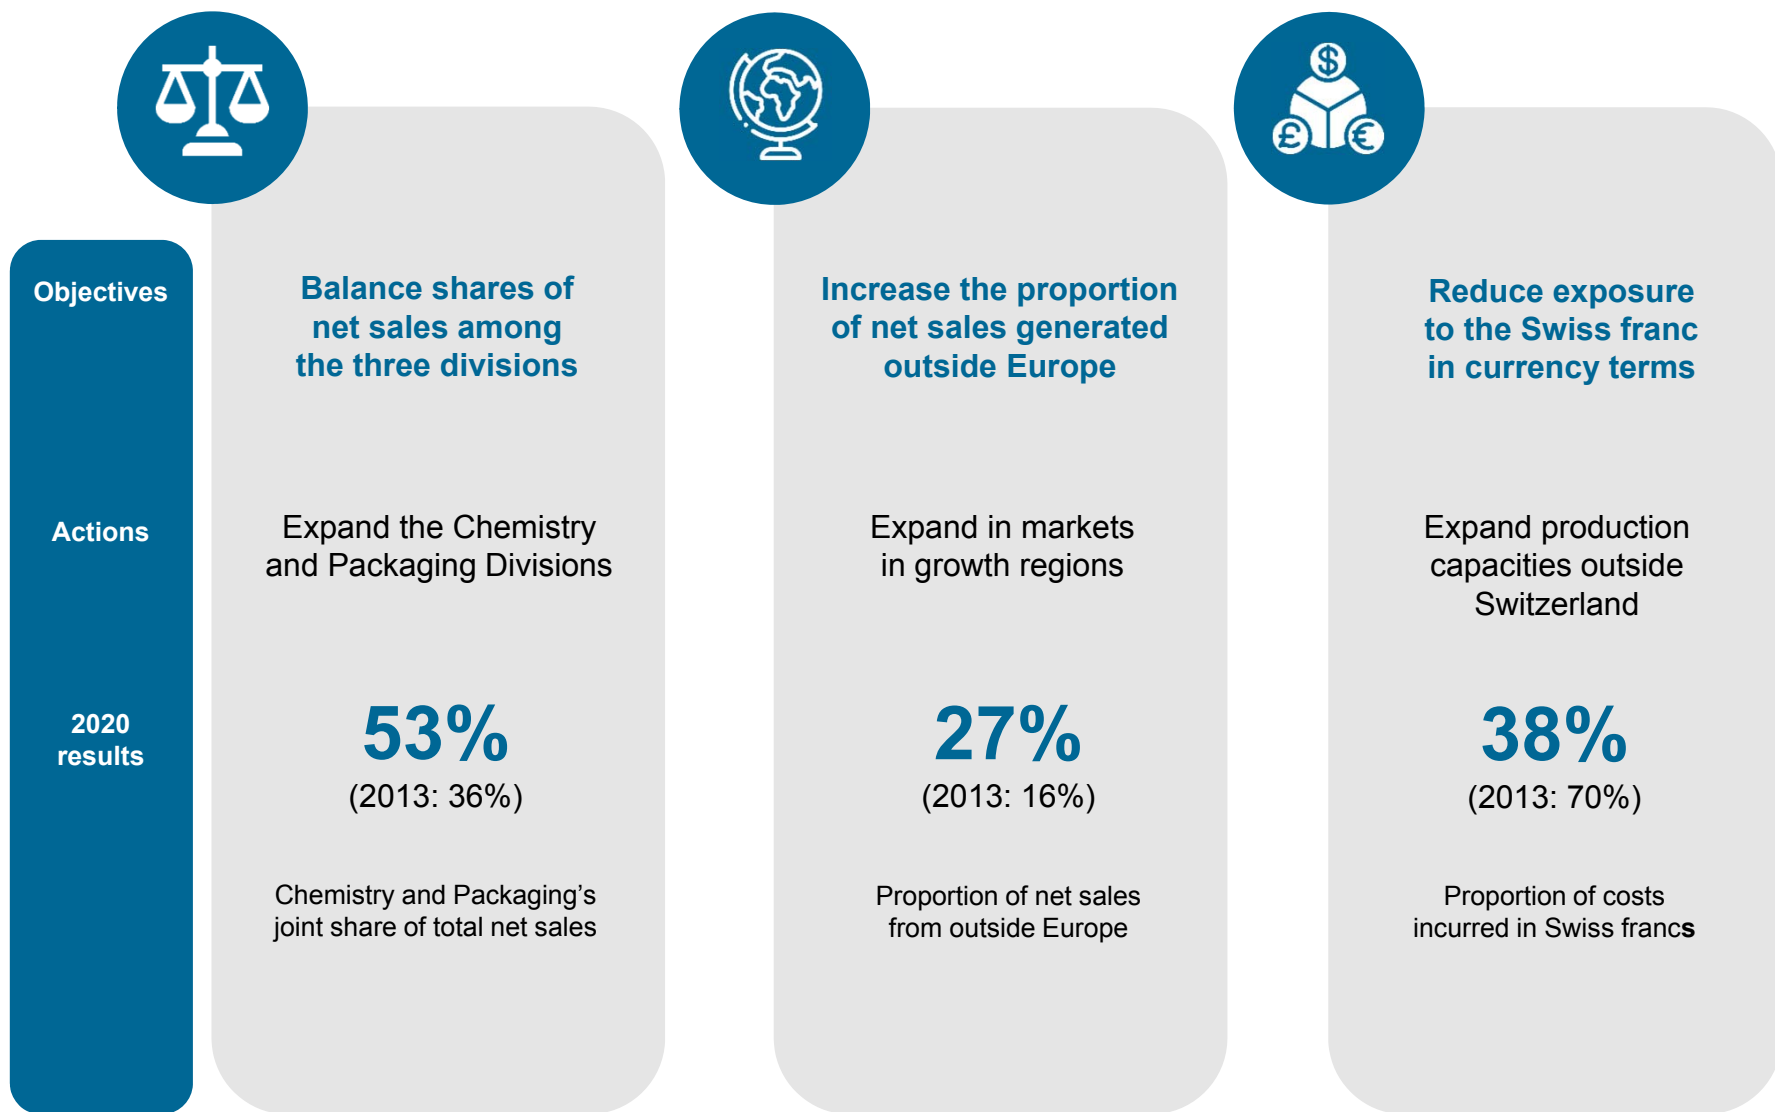 Objectives
Balance shares of
net sales among
the three divisions
Increase the proportion
of net sales generated
outside Europe
Reduce exposure
to the Swiss franc
in currency terms
Actions
Expand the Chemistry
and Packaging Divisions
Expand in markets
in growth regions
Expand production
capacities outside
Switzerland
2020
results
53%
(2013: 36%)
27%
(2013: 16%)
38%
(2013: 70%)
Chemistry and Packaging’s
joint share of total net sales
Proportion of net sales
from outside Europe
Proportion of costs
incurred in Swiss francs